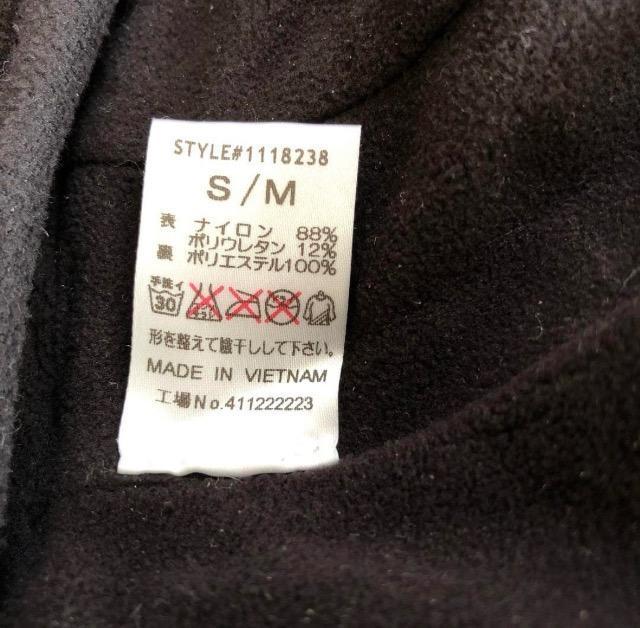 STYLE#1118238
S/M
表 ナイロン 88%
ポリウレタン 12%
裏 ポリエステル100%
手洗イ
30
形を整えて陰干しして下さい。
MADE IN VIETNAM
工場No.411222223